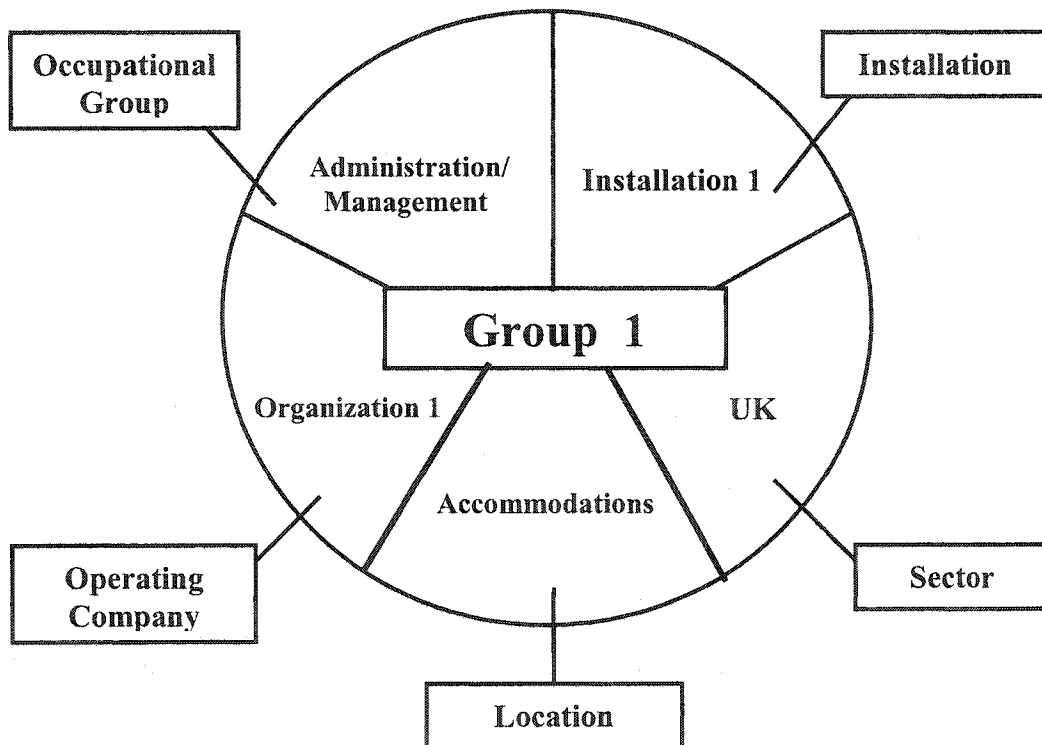 Occupational
Group
Installation
Administration/
Management
Installation 1
Group 1
Organization 1
UK
Accommodations
Operating
Company
Sector
Location